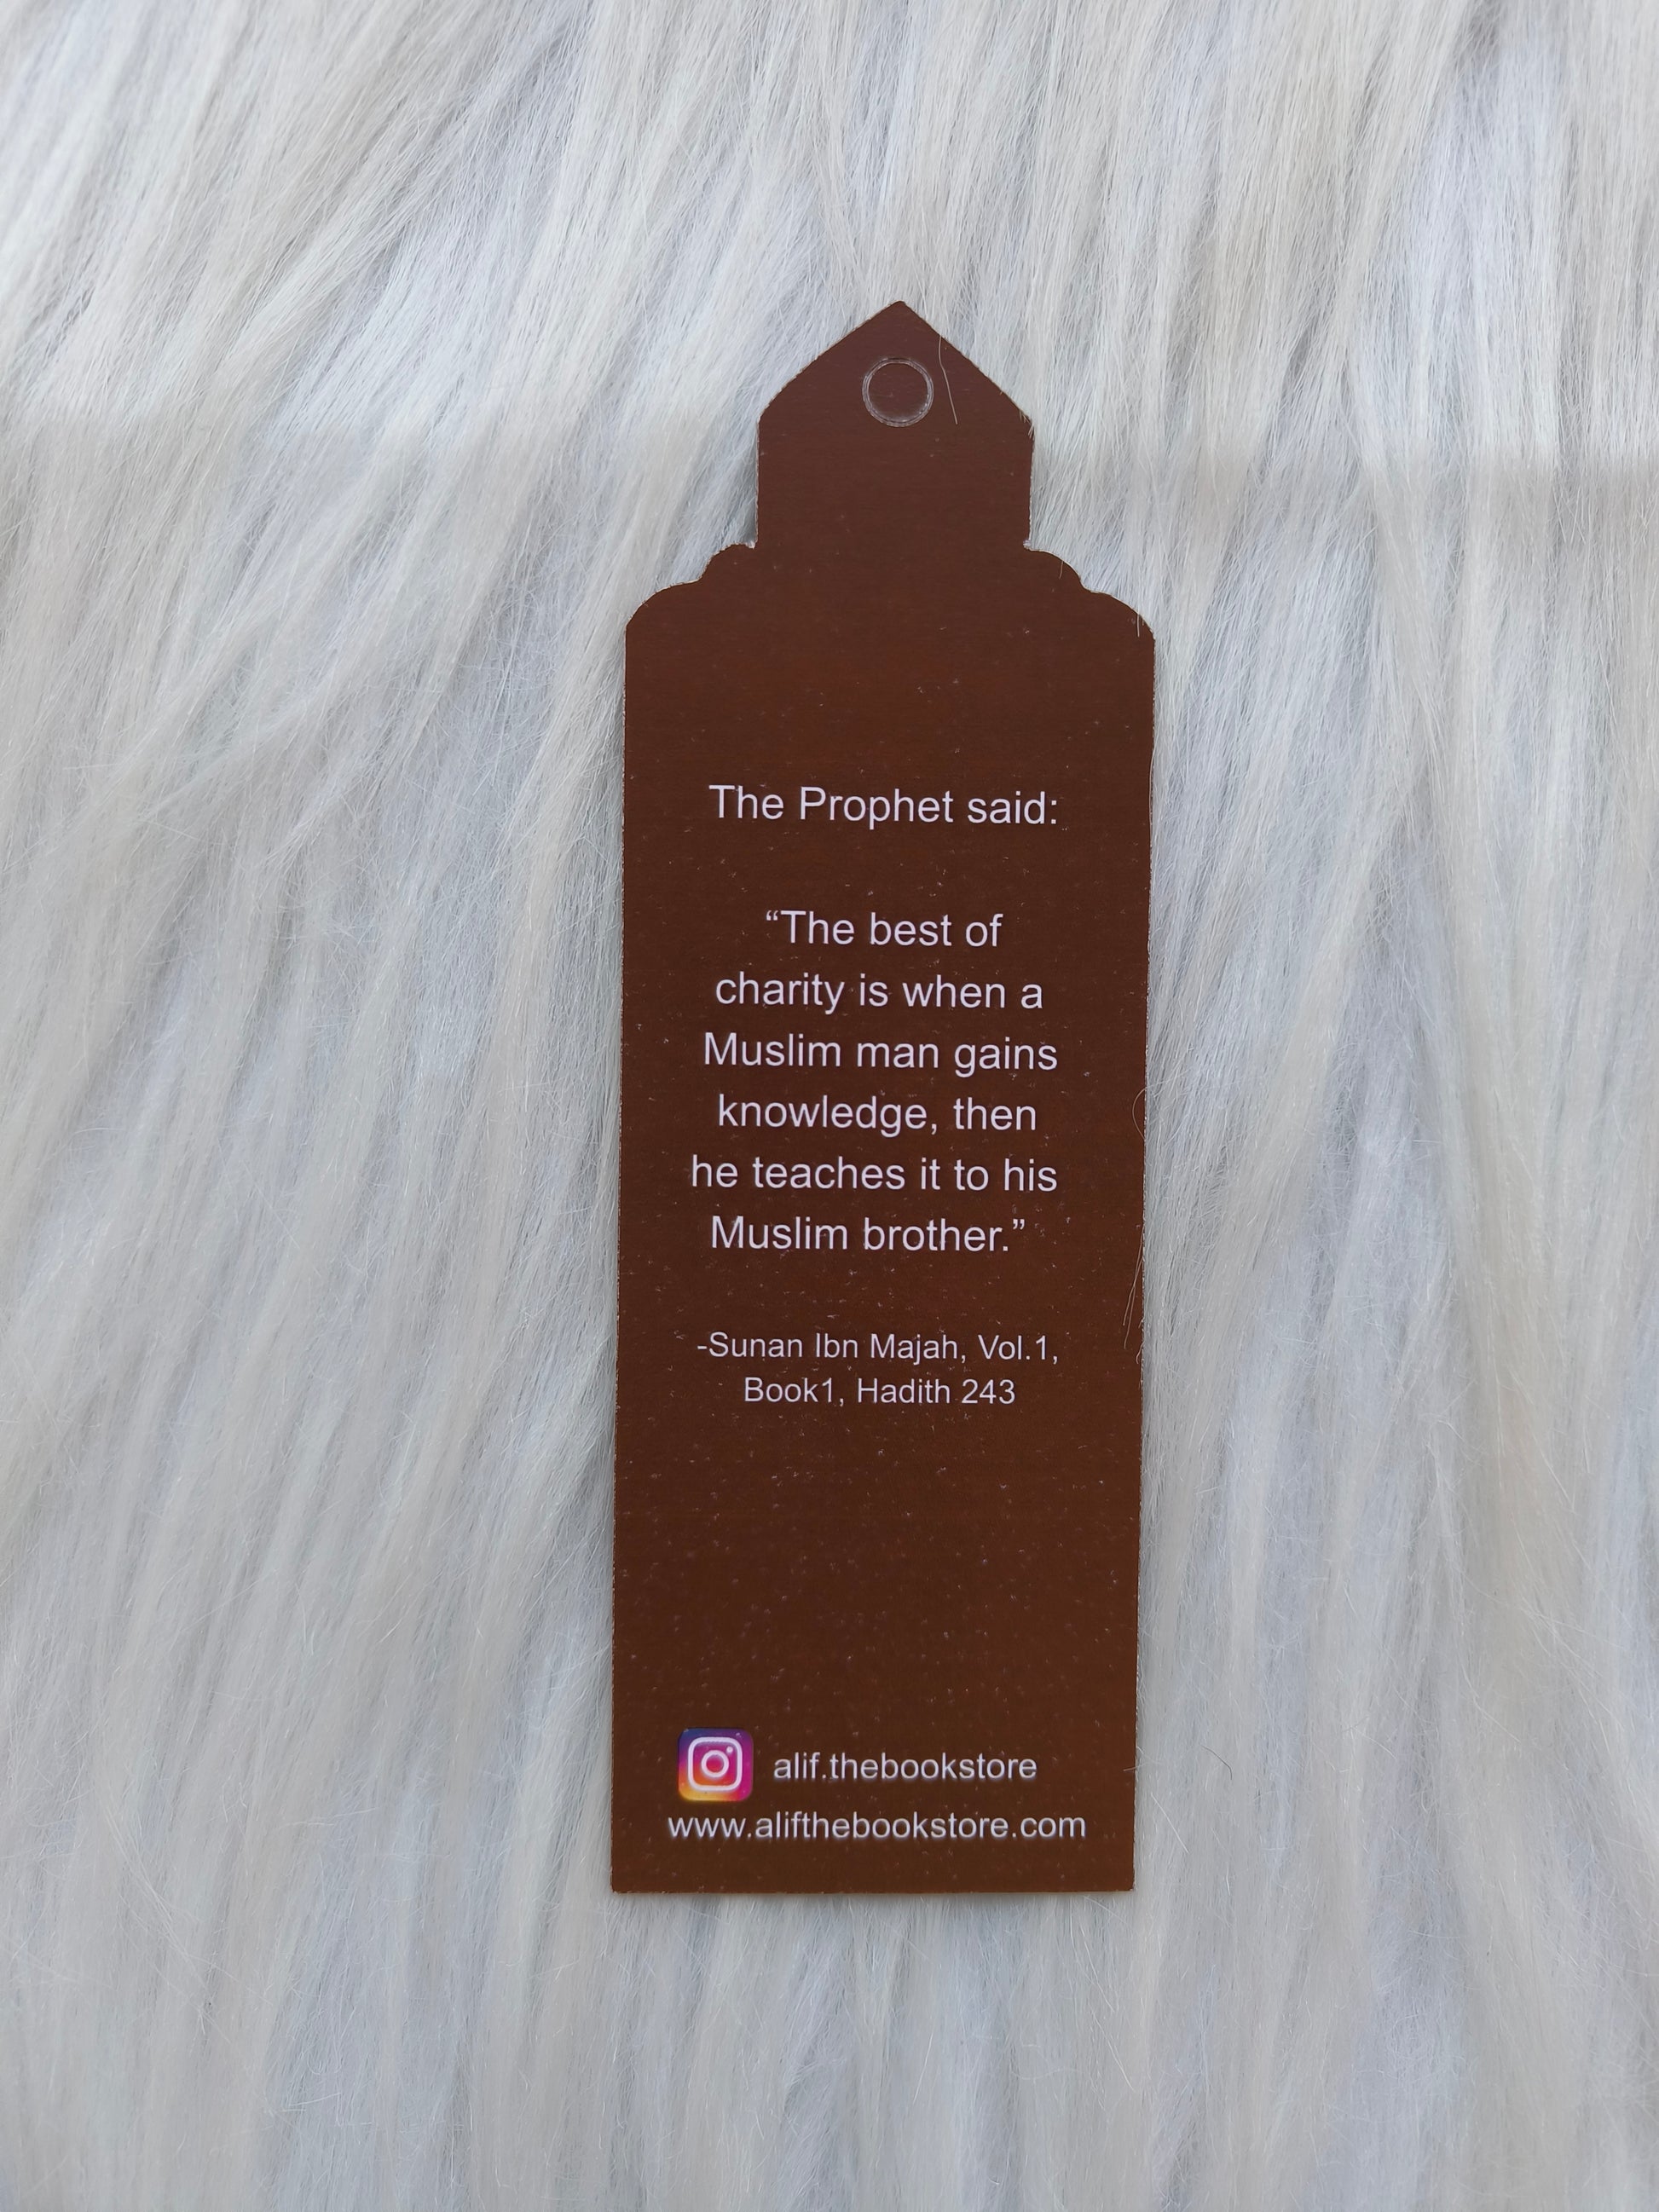 The Prophet said:
“The best of
charity is when a
Muslim man gains
knowledge, then
he teaches it to his
Muslim brother.”
-Sunan Ibn Majah, Vol.1,
Book1, Hadith 243
alif.thebookstore
www.alifthebookstore.com